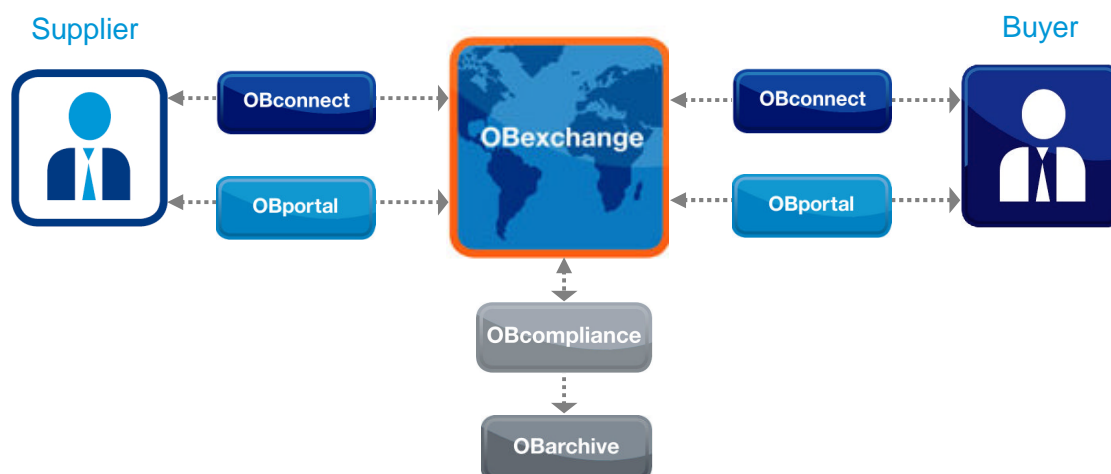 Supplier
Buyer
OBconnect
OBexchange
OBconnect
OBportal
OBportal
OBcompliance
OBarchive